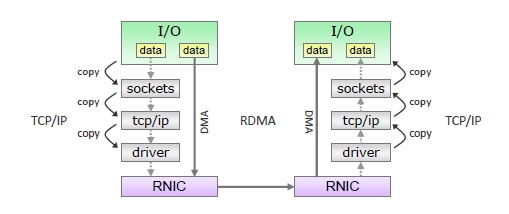 I/O
data data
copy
sockets
copy
TCP/IP
tcp/ip
DMA
copy
driver
RNIC
RDMA
I/O
data data
copy
sockets
copy
DMA
tcp/ip
TCP/IP
copy
driver
RNIC